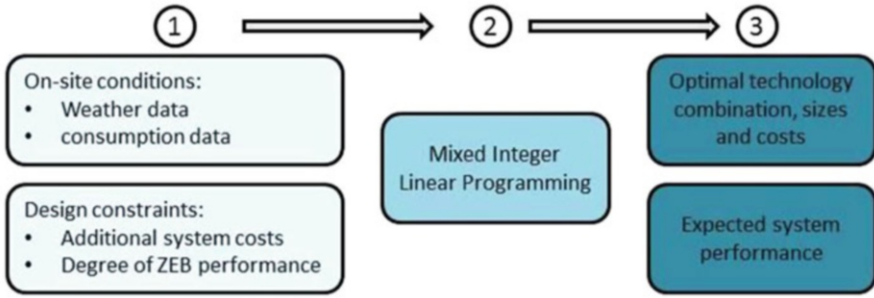 1
2
3
On-site conditions:
• Weather data
• consumption data
Design constraints:
• Additional system costs
• Degree of ZEB performance
Mixed Integer
Linear Programming
Optimal technology
combination, sizes
and costs
Expected system
performance